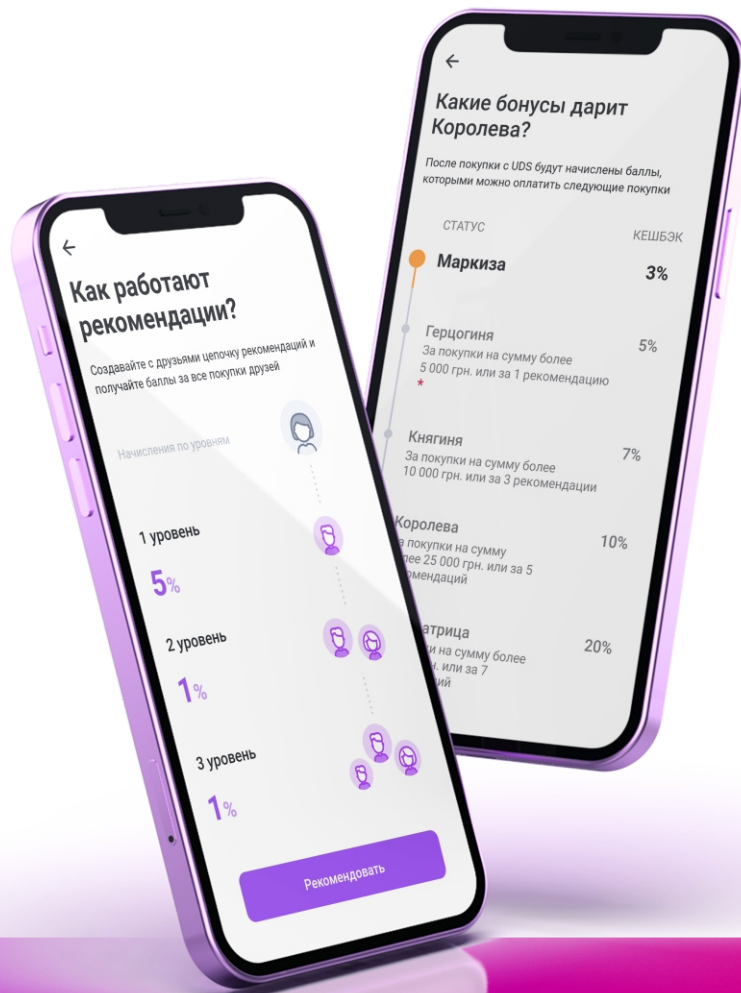 Как работают
рекомендации?
Создавайте с друзьями цепочку рекомендаций и
получайте баллы за все покупки друзей
Начисления по уровням
1 уровень
5%
2 уровень
1%
3 уровень
1%
Рекомендовать
Какие бонусы дарит
Королева?
После покупки с UDS будут начислены баллы,
которыми можно оплатить следующие покупки
СТАТУС КЕШБЭК
Маркиза 3%
Герцогиня 5%
За покупки на сумму более
5 000 грн. или за 1 рекомендацию
*
Княгиня 7%
За покупки на сумму более
10 000 грн. или за 3 рекомендации
Королева 10%
покупки на сумму
25 000 грн. или за 5
20%
на сумму более
или за 7